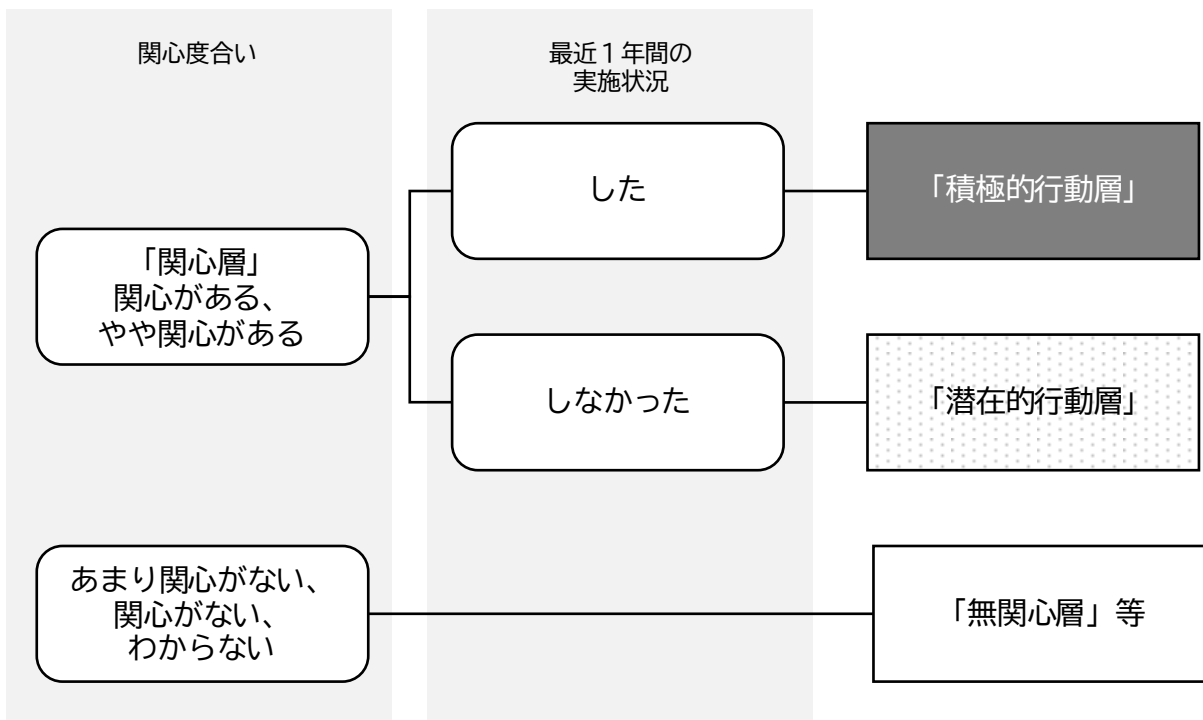 関心度合い
最近１年間の
実施状況
した
「積極的行動層」
「関心層」
関心がある、
やや関心がある
しなかった
「潜在的行動層」
あまり関心がない、
関心がない、
わからない
「無関心層」等